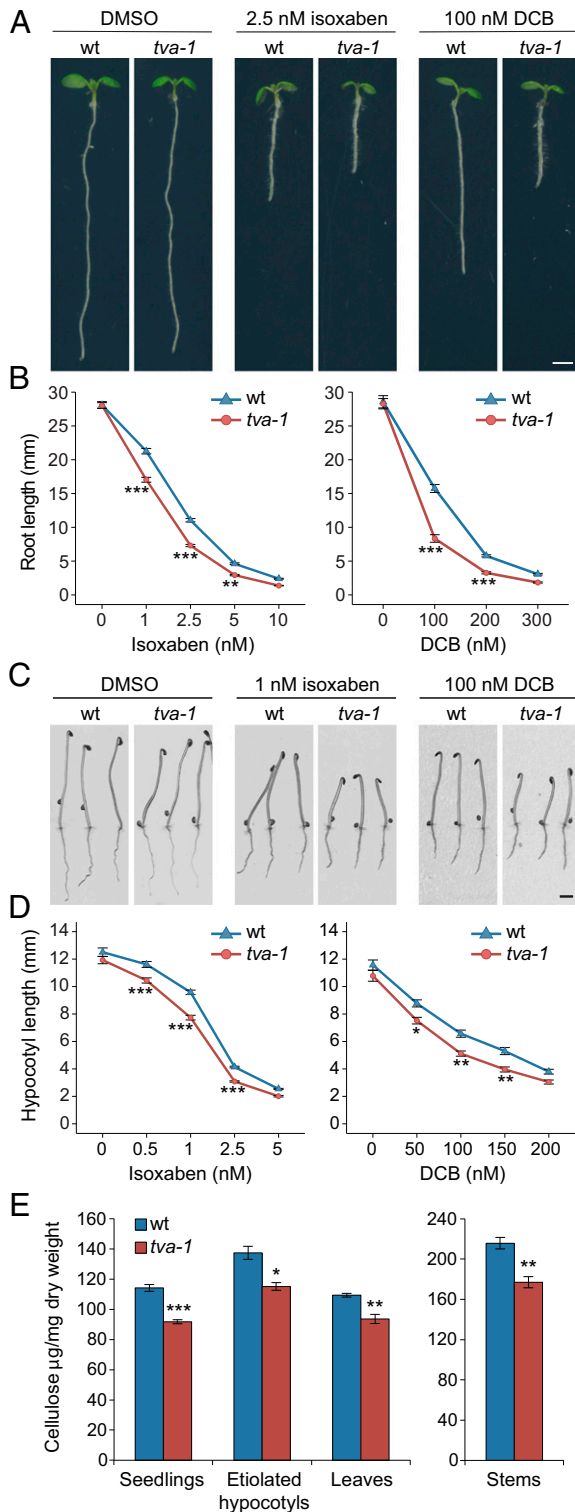 A
DMSO 2.5 nM isoxaben 100 nM DCB
wt tva-1 wt tva-1 wt tva-1
B
30 wt 30 wt
25 tva-1 25 tva-1
20 20
15 15
10 10
5 5
0 0
*** *** ** *** ***
Root length (mm)
0 1 2.5 5 10 0 100 200 300
Isoxaben (nM) DCB (nM)
C
DMSO 1 nM isoxaben 100 nM DCB
wt tva-1 wt tva-1 wt tva-1
D
14 wt 14 wt
12 tva-1 12 tva-1
10 10
8 8
6 6
4 4
2 2
0 0
*** *** *** * ** **
Hypocotyl length (mm)
0 0.5 1 2.5 5 0 50 100 150 200
Isoxaben (nM) DCB (nM)
E
160 wt 240
140 tva-1 200
120 160
100 120
80 80
60 40
40 0
20
0
*** * ** **
Cellulose µg/mg dry weight
Seedlings Etiolated hypocotyls Leaves Stems